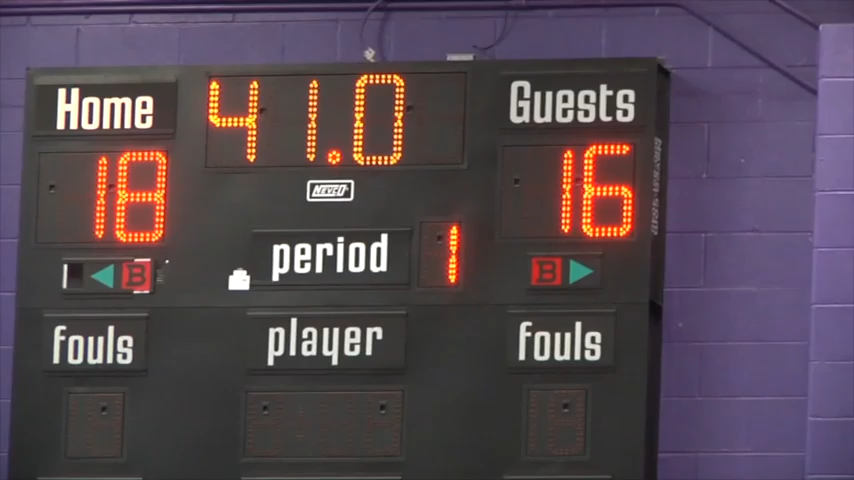 Home 41.0 Guests
18 16
NEVCO
period 1
B B
fouls player fouls